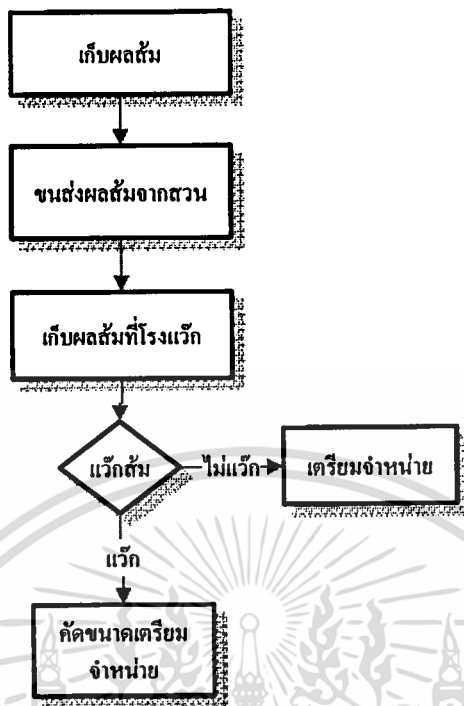 เก็บผลส้ม
ขนส่งผลส้มจากสวน
เก็บผลส้มที่โรงแว๊ก
แว๊กส้ม
ไม่แว๊ก
เตรียมจำหน่าย
แว๊ก
คัดขนาดเตรียม
จำหน่าย